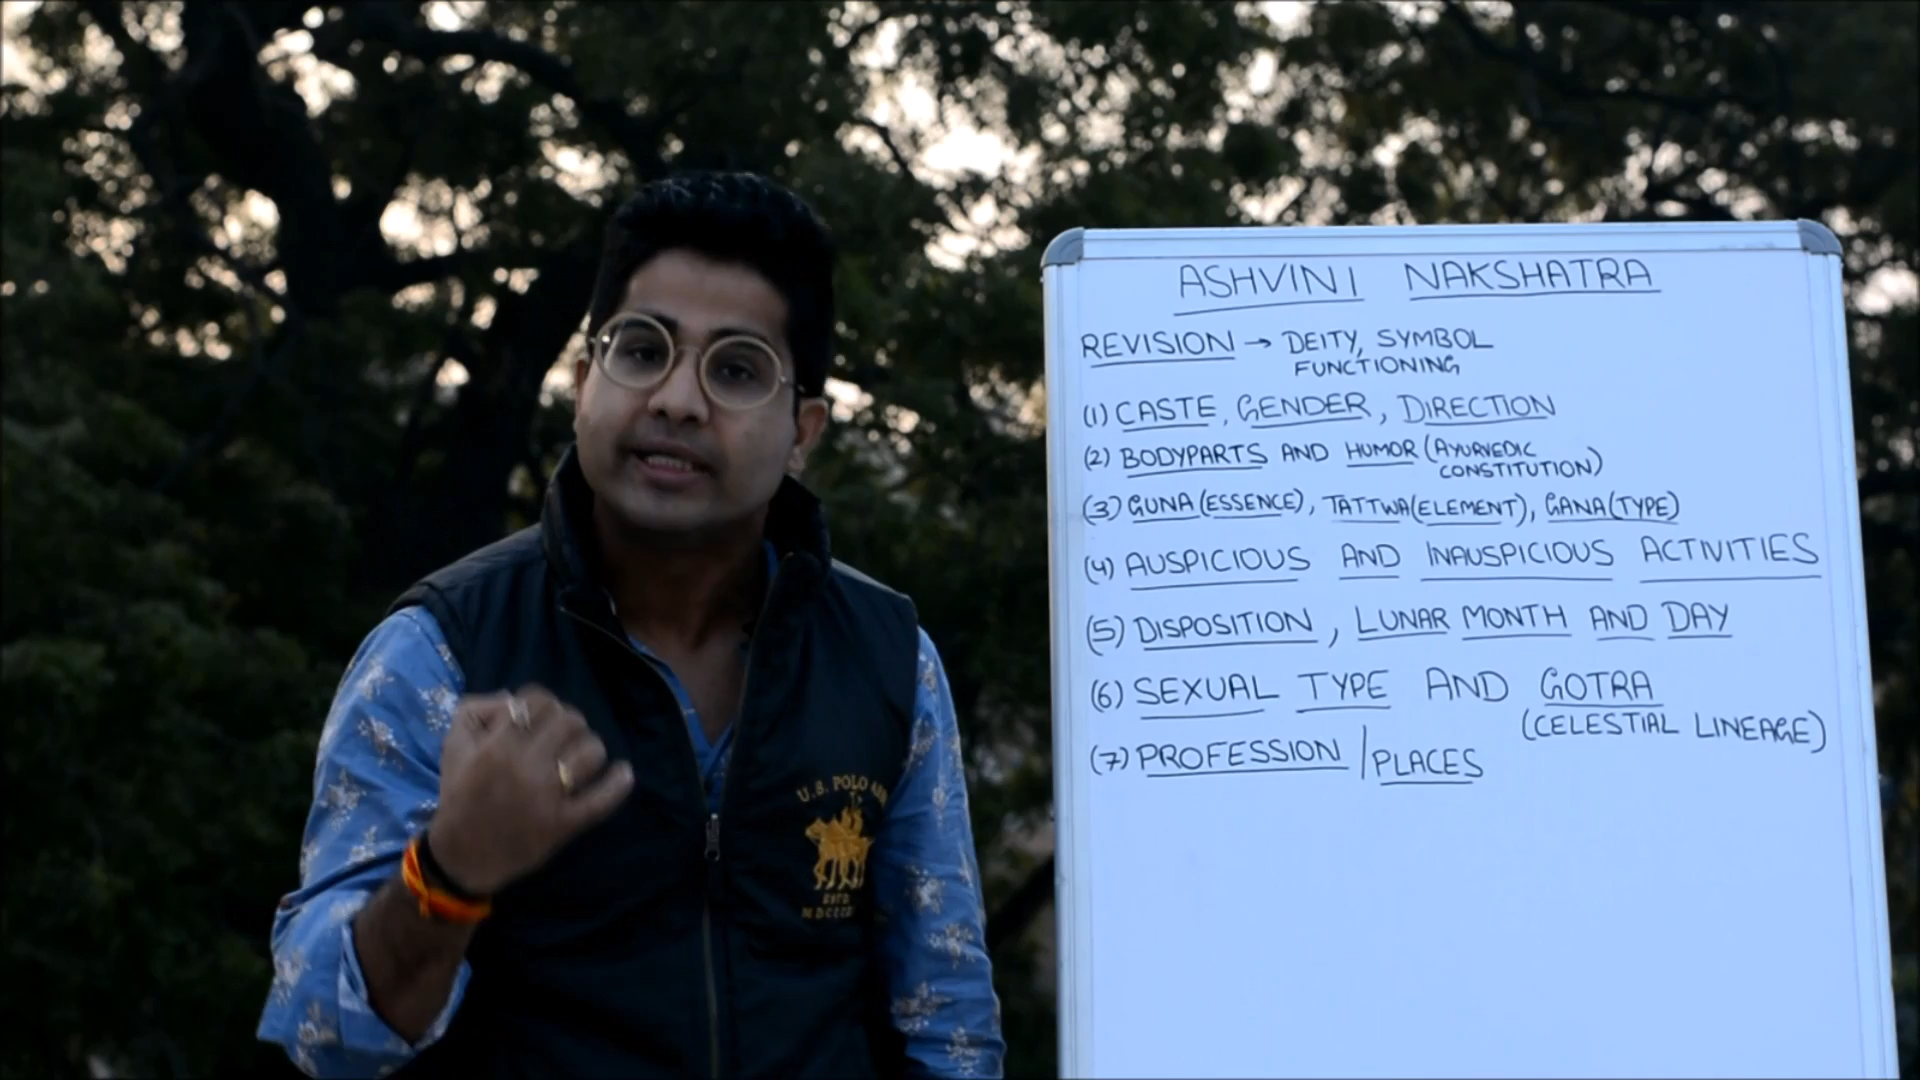 ASHVINI NAKSHATRA
REVISION → DEITY, SYMBOL
FUNCTIONING
(1) CASTE, GENDER, DIRECTION
(2) BODYPARTS AND HUMOR (AYURVEDIC
CONSTITUTION)
(3) GUNA (ESSENCE), TATTWA (ELEMENT), GANA (TYPE)
(4) AUSPICIOUS AND INAUSPICIOUS ACTIVITIES
(5) DISPOSITION, LUNAR MONTH AND DAY
(6) SEXUAL TYPE AND GOTRA
(CELESTIAL LINEAGE)
(7) PROFESSION / PLACES
U.S. POLO